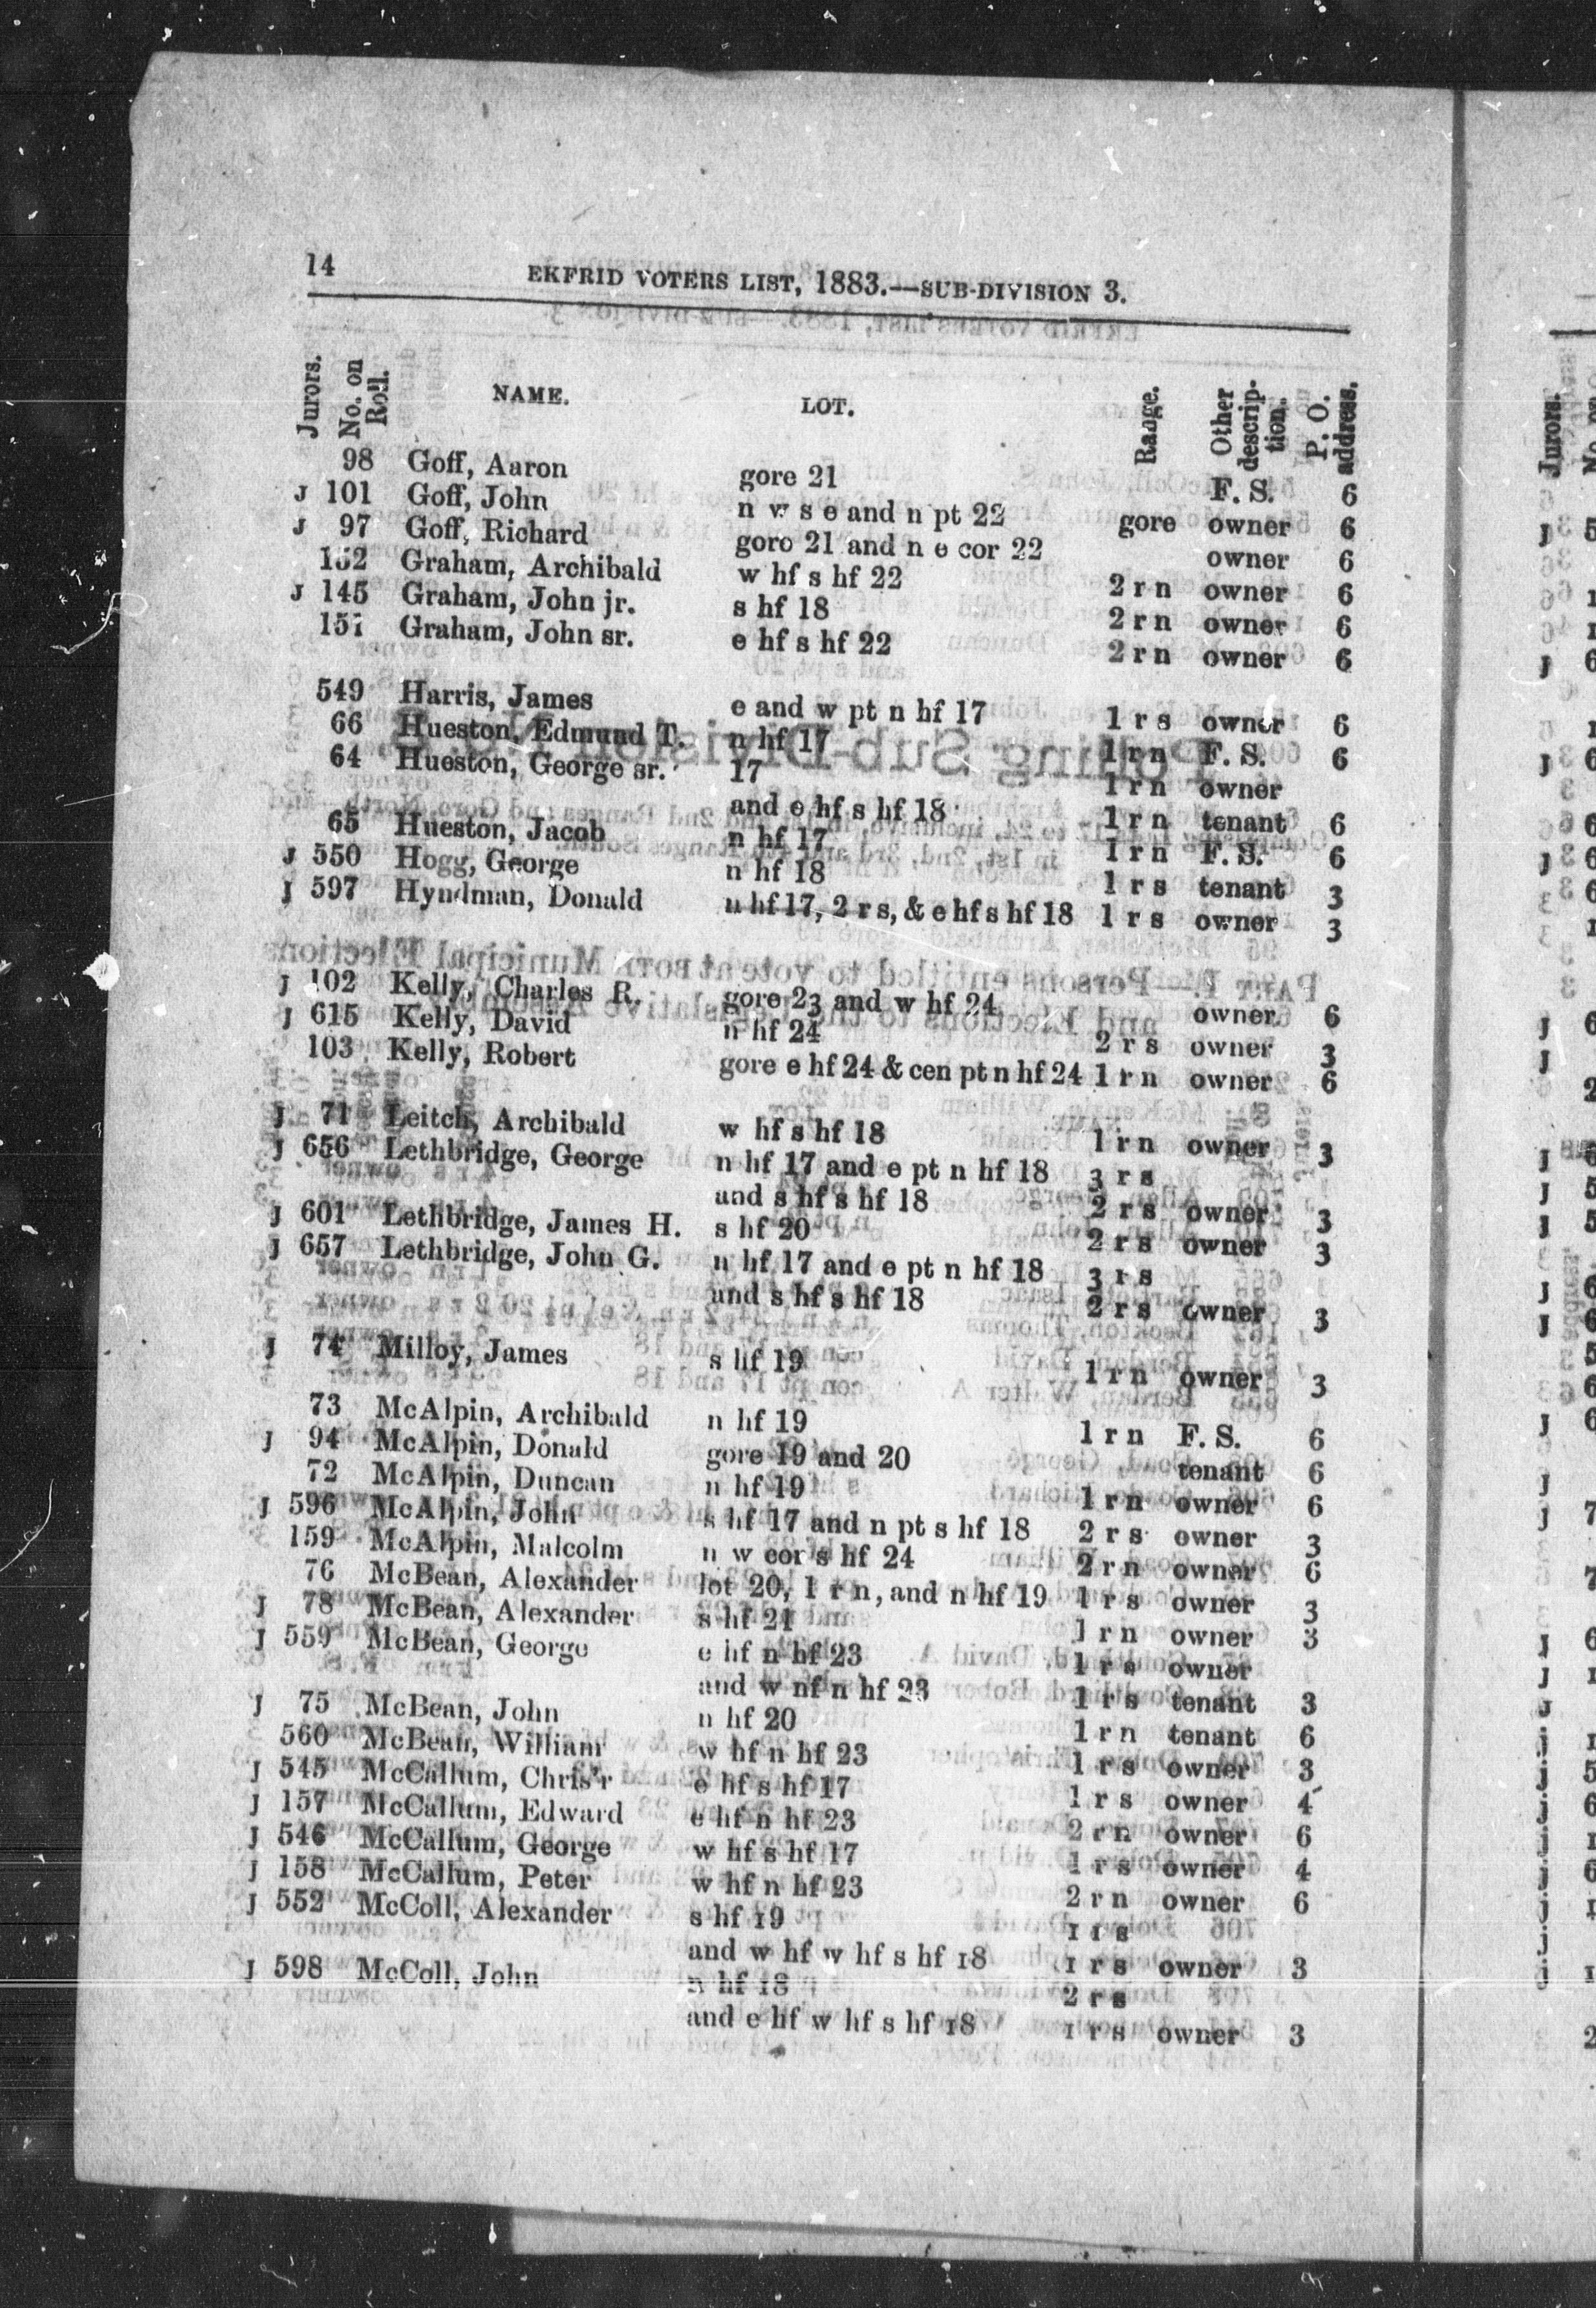 14
EKFRID VOTERS LIST, 1883.—SUB-DIVISION 3.
Jurors. No. on Roll. NAME. LOT. Range. Other descrip-tion. P. O. address.
98 Goff, Aaron gore 21 F. S. 6
J 101 Goff, John n w s e and n pt 22 gore owner 6
J 97 Goff, Richard gore 21 and n e cor 22 owner 6
152 Graham, Archibald w hf s hf 22 2 r n owner 6
J 145 Graham, John jr. s hf 18 2 r n owner 6
151 Graham, John sr. e hf s hf 22 2 r n owner 6
549 Harris, James e and w pt n hf 17 1 r s owner 6
66 Hueston, Edmund T. n hf 17 1 r n F. S. 6
64 Hueston, George sr. 17 1 r n owner
and e hf s hf 18 1 r n tenant 6
65 Hueston, Jacob n hf 17 1 r n F. S. 6
J 550 Hogg, George n hf 18 1 r s tenant 3
J 597 Hyndman, Donald n hf 17, 2 r s, & e hf s hf 18 1 r s owner 3
J 102 Kelly, Charles R. gore 23 and w hf 24 owner 6
J 615 Kelly, David n hf 24 2 r s owner 3
103 Kelly, Robert gore e hf 24 & cen pt n hf 24 1 r n owner 6
J 71 Leitch, Archibald w hf s hf 18 1 r n owner 3
J 656 Lethbridge, George n hf 17 and e pt n hf 18 3 r s
and s hf s hf 18 2 r s owner 3
J 601 Lethbridge, James H. s hf 20 2 r s owner 3
J 657 Lethbridge, John G. n hf 17 and e pt n hf 18 3 r s
and s hf s hf 18 2 r s owner 3
J 74 Milloy, James s hf 19 1 r n owner 3
73 McAlpin, Archibald n hf 19 1 r n F. S. 6
J 94 McAlpin, Donald gore 19 and 20 tenant 6
72 McAlpin, Duncan n hf 19 1 r n owner 6
J 596 McAlpin, John s hf 17 and n pt s hf 18 2 r s owner 3
159 McAlpin, Malcolm n w cor s hf 24 2 r n owner 6
76 McBean, Alexander lot 20, 1 r n, and n hf 19 1 r s owner 3
J 78 McBean, Alexander s hf 21 1 r n owner 3
J 559 McBean, George e hf n hf 23 1 r s owner
and w nf n hf 23 1 r s tenant 3
J 75 McBean, John n hf 20 1 r n tenant 6
560 McBean, William w hf n hf 23 1 r s owner 3
J 545 McCallum, Chris'r e hf s hf 17 1 r s owner 4
J 157 McCallum, Edward e hf n hf 23 2 r n owner 6
J 546 McCallum, George w hf s hf 17 1 r s owner 4
J 158 McCallum, Peter w hf n hf 23 2 r n owner 6
J 552 McColl, Alexander s hf 19 1 r s
and w hf w hf s hf 18 1 r s owner 3
J 598 McColl, John n hf 18 2 r s
and e hf w hf s hf 18 1 r s owner 3